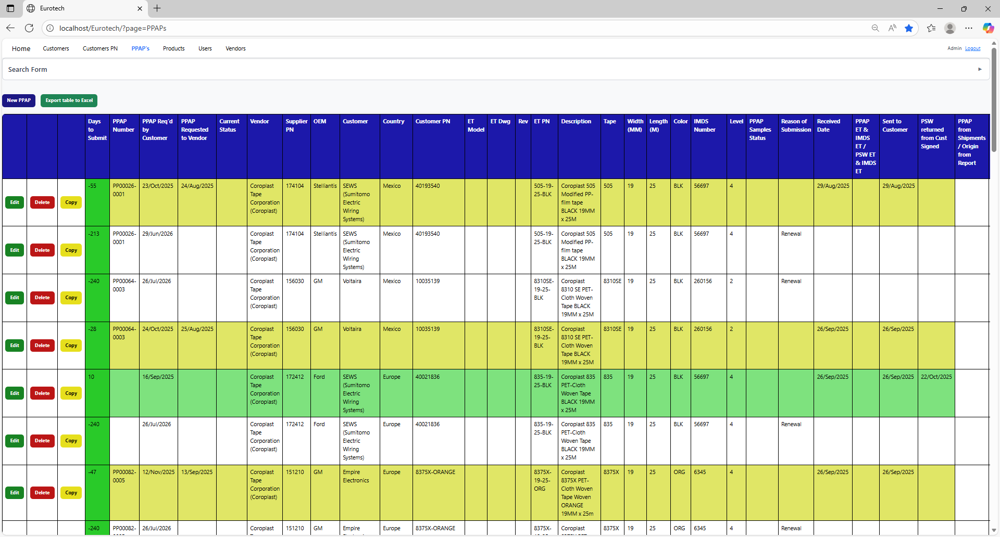 Eurotech
localhost/Eurotech/?page=PPAPs
Home Customers Customers PN PPAP's Products Users Vendors Admin Logout
Search Form
New PPAP Export table to Excel
Days to Submit PPAP Number PPAP Req'd by Customer PPAP Requested to Vendor Current Status Vendor Supplier PN OEM Customer Country Customer PN ET Model ET Dwg Rev ET PN Description Tape Width (MM) Length (M) Color IMDS Number Level PPAP Samples Status Reason of Submission Received Date PPAP ET & IMDS ET / PSW ET & IMDS ET Sent to Customer PSW returned from Cust Signed PPAP from Shipments / Origin from Report
Edit Delete Copy -55 PP00026-0001 23/Oct/2025 24/Aug/2025 Coroplast Tape Corporation (Coroplast) 174104 Stelliantis SEWS (Sumitomo Electric Wiring Systems) Mexico 40193540 505-19-25-BLK Coroplast 505 Modified PP-film tape BLACK 19MM x 25M 505 19 25 BLK 56697 4 29/Aug/2025 29/Aug/2025
Edit Delete Copy -213 PP00026-0001 29/Jun/2026 Coroplast Tape Corporation (Coroplast) 174104 Stelliantis SEWS (Sumitomo Electric Wiring Systems) Mexico 40193540 505-19-25-BLK Coroplast 505 Modified PP-film tape BLACK 19MM x 25M 505 19 25 BLK 56697 4 Renewal
Edit Delete Copy -240 PP00064-0003 26/Jul/2026 Coroplast Tape Corporation (Coroplast) 156030 GM Voltaira Mexico 10035139 8310SE-19-25-BLK Coroplast 8310 SE PET-Cloth Woven Tape BLACK 19MM x 25M 8310SE 19 25 BLK 260156 2 Renewal
Edit Delete Copy -28 PP00064-0003 24/Oct/2025 25/Aug/2025 Coroplast Tape Corporation (Coroplast) 156030 GM Voltaira Mexico 10035139 8310SE-19-25-BLK Coroplast 8310 SE PET-Cloth Woven Tape BLACK 19MM x 25M 8310SE 19 25 BLK 260156 2 26/Sep/2025 26/Sep/2025
Edit Delete Copy 10 16/Sep/2025 Coroplast Tape Corporation (Coroplast) 172412 Ford SEWS (Sumitomo Electric Wiring Systems) Europe 40021836 835-19-25-BLK Coroplast 835 PET-Cloth Woven Tape BLACK 19MM x 25M 835 19 25 BLK 56697 4 26/Sep/2025 26/Sep/2025 22/Oct/2025
Edit Delete Copy -240 26/Jul/2026 Coroplast Tape Corporation (Coroplast) 172412 Ford SEWS (Sumitomo Electric Wiring Systems) Europe 40021836 835-19-25-BLK Coroplast 835 PET-Cloth Woven Tape BLACK 19MM x 25M 835 19 25 BLK 56697 4 Renewal
Edit Delete Copy -47 PP00082-0005 12/Nov/2025 13/Sep/2025 Coroplast Tape Corporation (Coroplast) 151210 GM Empire Electronics Europe 8375X-ORANGE 8375X-19-25-ORG Coroplast 8375X PET-Cloth Woven Tape Woven ORANGE 19MM x 25m 8375X 19 25 ORG 6345 4 26/Sep/2025 26/Sep/2025
-240 PP00082- 26/Jul/2026 Coroplast 151210 GM Empire Europe 8375X-ORANGE 8375X- Coroplast 8375X 19 25 ORG 6345 4 Renewal